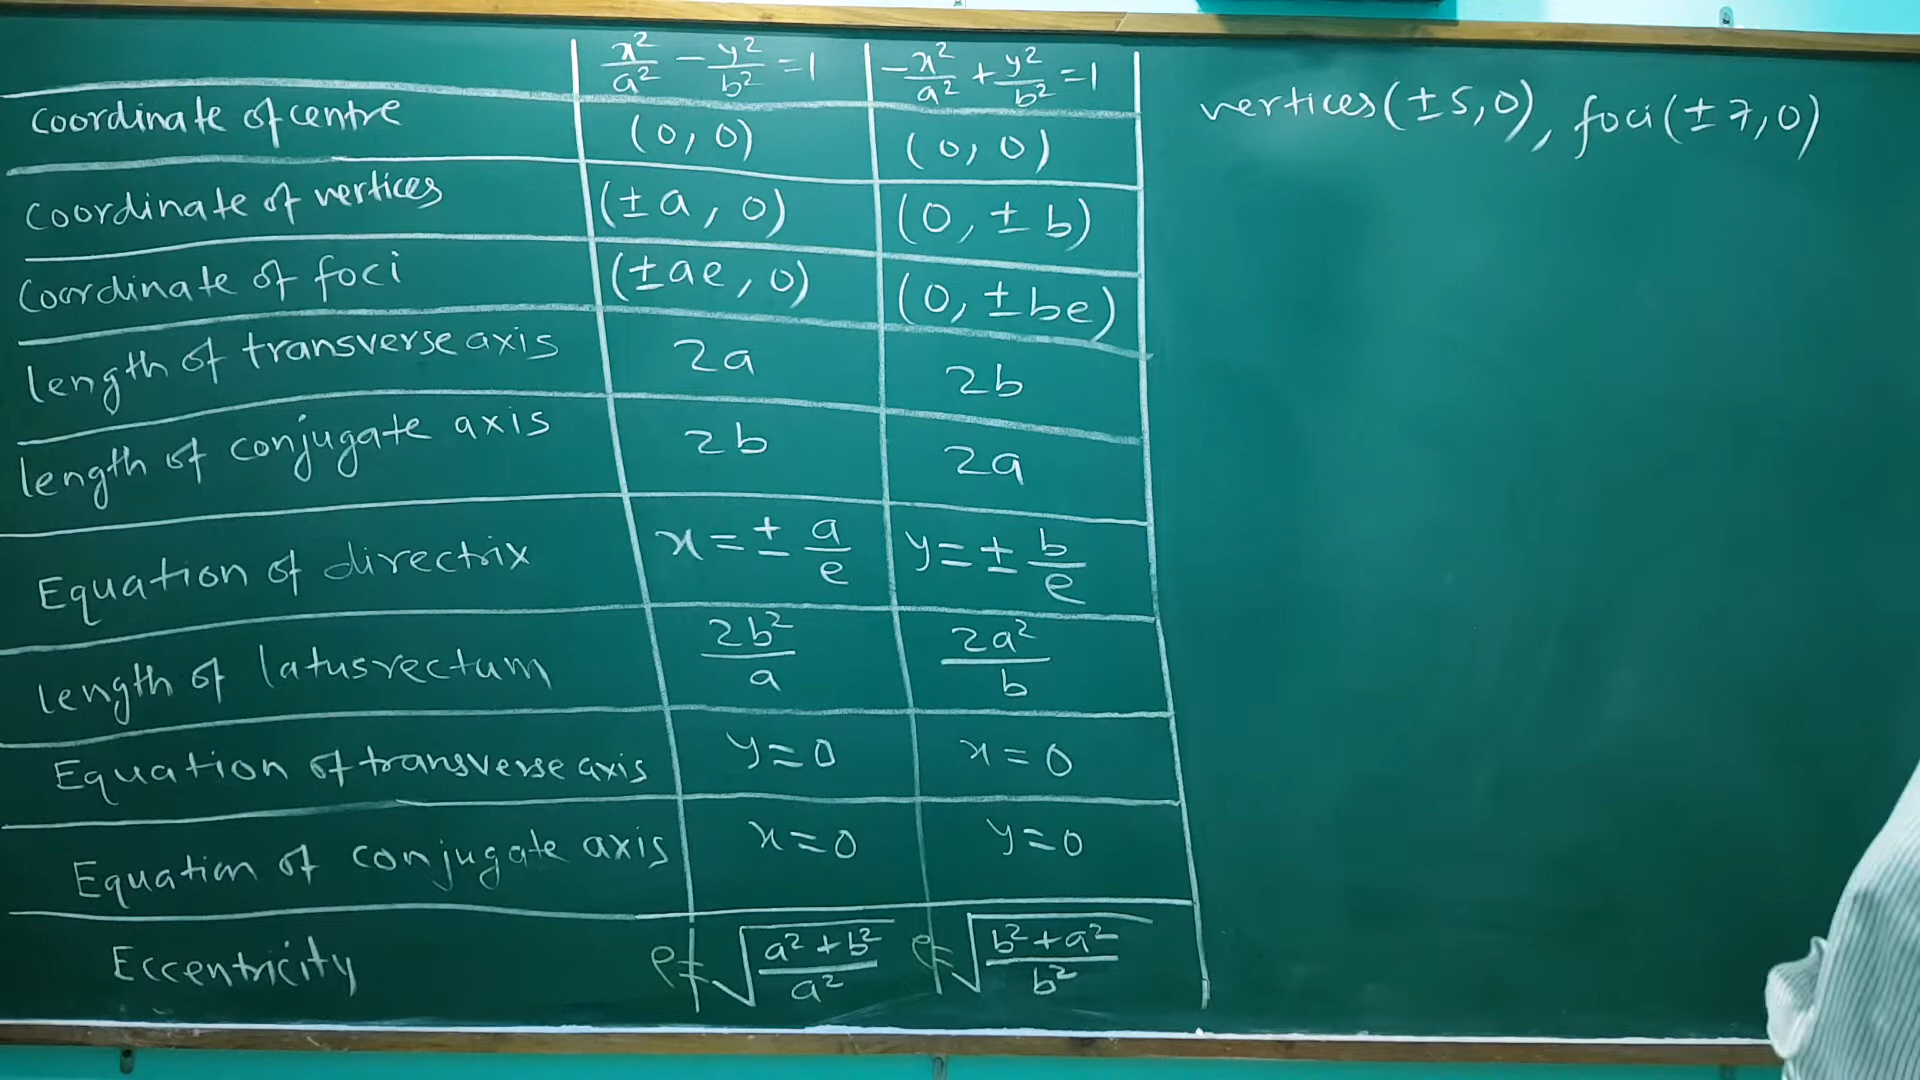 x²/a² - y²/b² = 1 | -x²/a² + y²/b² = 1
Coordinate of centre | (0, 0) | (0, 0)
Coordinate of vertices | (±a, 0) | (0, ±b)
Coordinate of foci | (±ae, 0) | (0, ±be)
length of transverse axis | 2a | 2b
length of conjugate axis | 2b | 2a
Equation of directrix | x = ± a/e | y = ± b/e
length of latusrectum | 2b²/a | 2a²/b
Equation of transverse axis | y = 0 | x = 0
Equation of conjugate axis | x = 0 | y = 0
Eccentricity | e = √((a² + b²)/a²) | e = √((b² + a²)/b²)
vertices (±5, 0), foci (±7, 0)